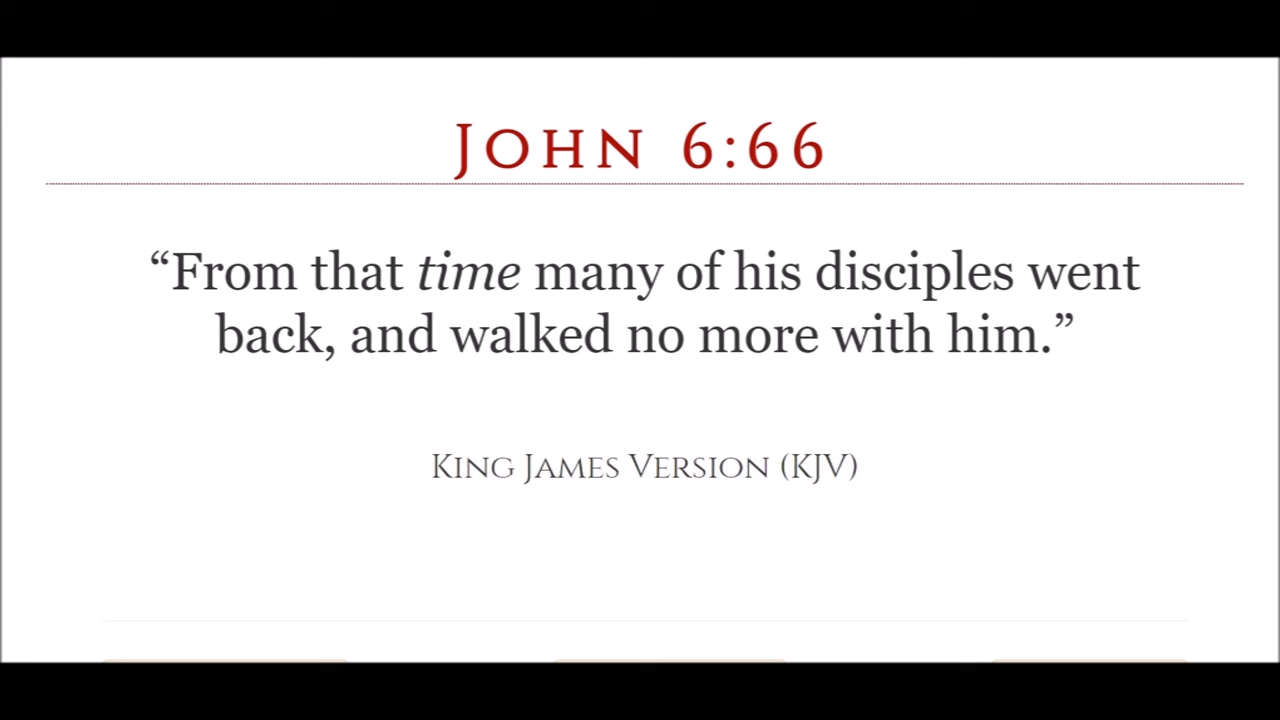 John 6:66
“From that time many of his disciples went
back, and walked no more with him.”
King James Version (KJV)